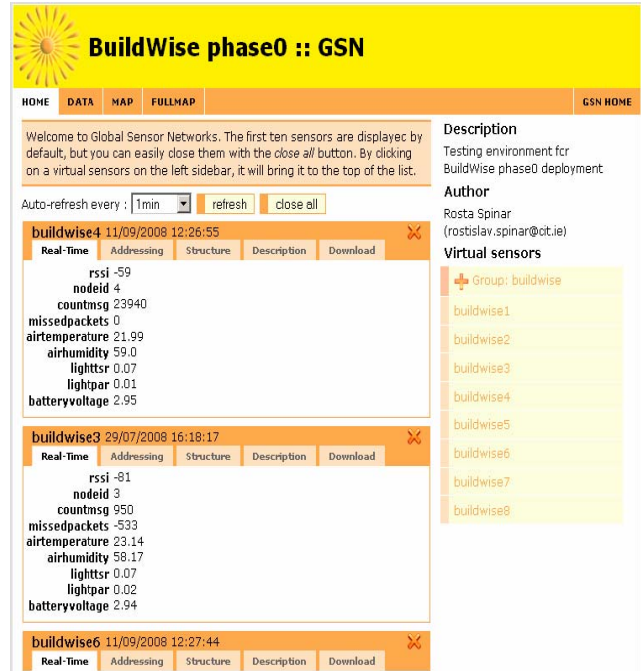 BuildWise phase0 :: GSN
HOME DATA MAP FULLMAP GSN HOME
Welcome to Global Sensor Networks. The first ten sensors are displayed by
default, but you can easily close them with the close all button. By clicking
on a virtual sensors on the left sidebar, it will bring it to the top of the list.
Auto-refresh every : 1min refresh close all
buildwise4 11/09/2008 12:26:55
Real-Time Addressing Structure Description Download
rssi -59
nodeid 4
countmsg 23940
missedpackets 0
airtemperature 21.99
airhumidity 59.0
lighttsr 0.07
lightpar 0.01
batteryvoltage 2.95
buildwise3 29/07/2008 16:18:17
Real-Time Addressing Structure Description Download
rssi -81
nodeid 3
countmsg 950
missedpackets -533
airtemperature 23.14
airhumidity 58.17
lighttsr 0.07
lightpar 0.02
batteryvoltage 2.94
buildwise6 11/09/2008 12:27:44
Real-Time Addressing Structure Description Download
Description
Testing environment for
BuildWise phase0 deployment
Author
Rosta Spinar
(rostislav.spinar@cit.ie)
Virtual sensors
Group: buildwise
buildwise1
buildwise2
buildwise3
buildwise4
buildwise5
buildwise6
buildwise7
buildwise8